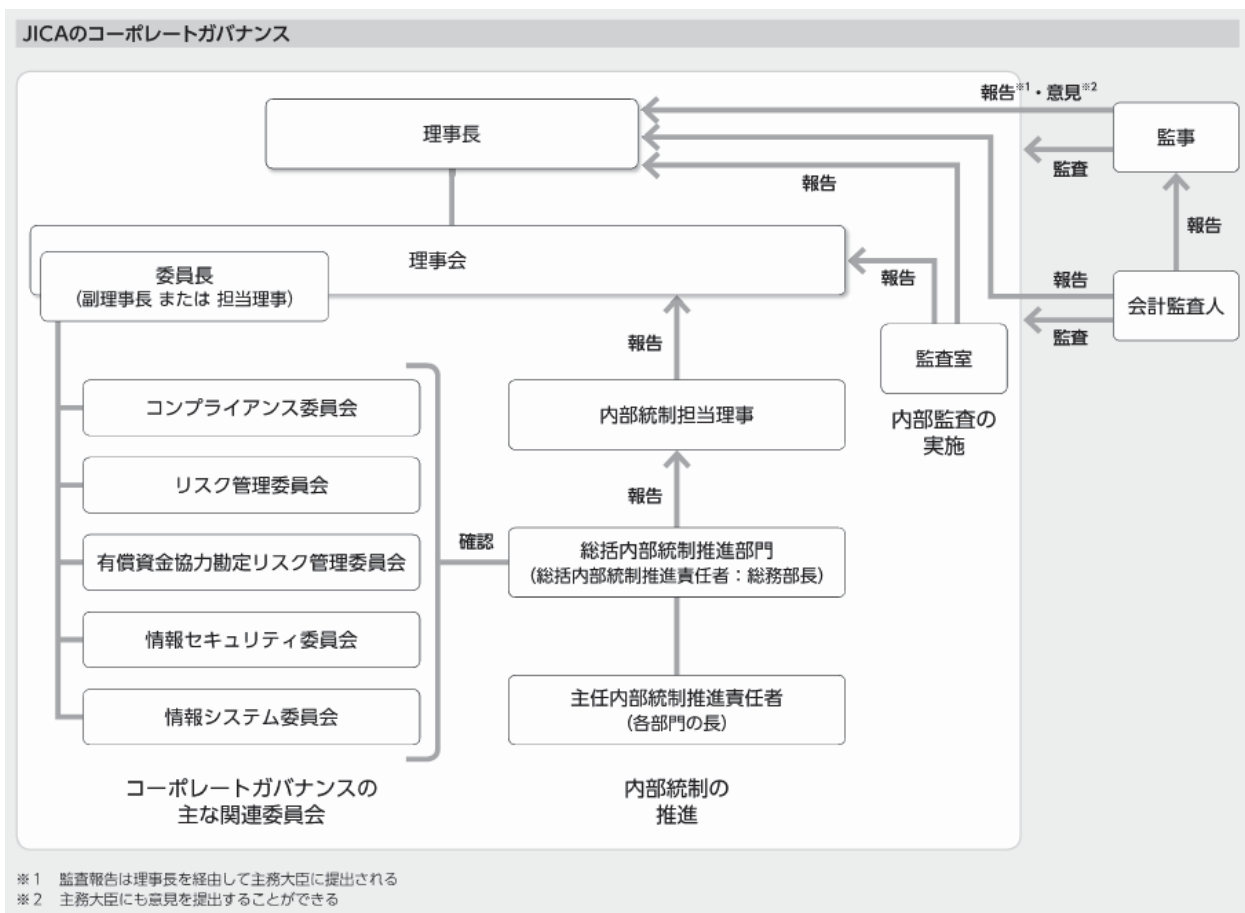 JICAのコーポレートガバナンス
報告※1・意見※2
理事長
監事
監査
報告
報告
理事会
委員長
(副理事長 または 担当理事)
報告
報告
会計監査人
監査
報告
監査室
コンプライアンス委員会
内部統制担当理事
内部監査の
実施
リスク管理委員会
報告
確認
有償資金協力勘定リスク管理委員会
総括内部統制推進部門
(総括内部統制推進責任者:総務部長)
情報セキュリティ委員会
情報システム委員会
主任内部統制推進責任者
(各部門の長)
コーポレートガバナンスの
主な関連委員会
内部統制の
推進
※1 監査報告は理事長を経由して主務大臣に提出される
※2 主務大臣にも意見を提出することができる